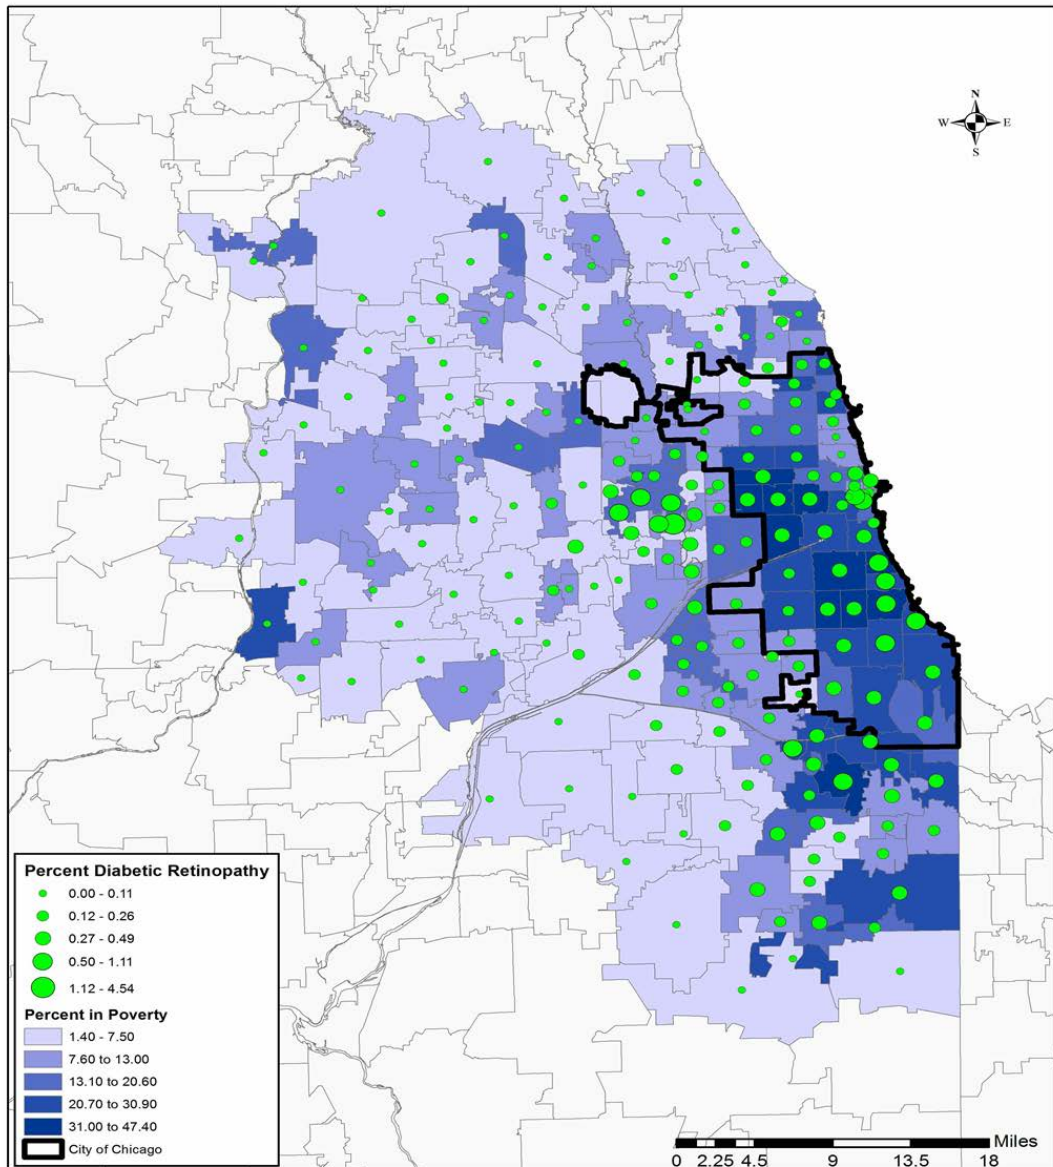 N
W E
S
Percent Diabetic Retinopathy
0.00 - 0.11
0.12 - 0.26
0.27 - 0.49
0.50 - 1.11
1.12 - 4.54
Percent in Poverty
1.40 - 7.50
7.60 to 13.00
13.10 to 20.60
20.70 to 30.90
31.00 to 47.40
City of Chicago
Miles
0 2.25 4.5 9 13.5 18